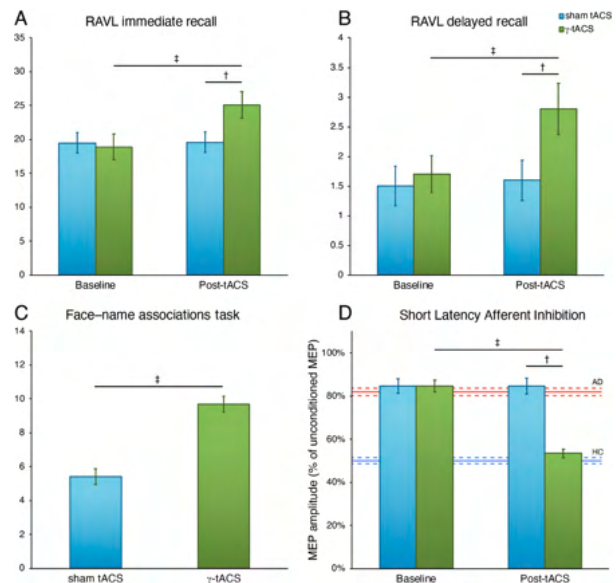 A
RAVL immediate recall
35
30
25
20
15
10
5
0
‡
†
Baseline
Post-tACS
B
RAVL delayed recall
sham tACS
γ-tACS
4
3.5
3
2.5
2
1.5
1
0.5
0
‡
†
Baseline
Post-tACS
C
Face–name associations task
14
12
10
8
6
4
2
0
‡
sham tACS
γ-tACS
D
Short Latency Afferent Inhibition
MEP amplitude (% of unconditioned MEP)
100%
80%
60%
40%
20%
0%
‡
†
AD
HC
Baseline
Post-tACS